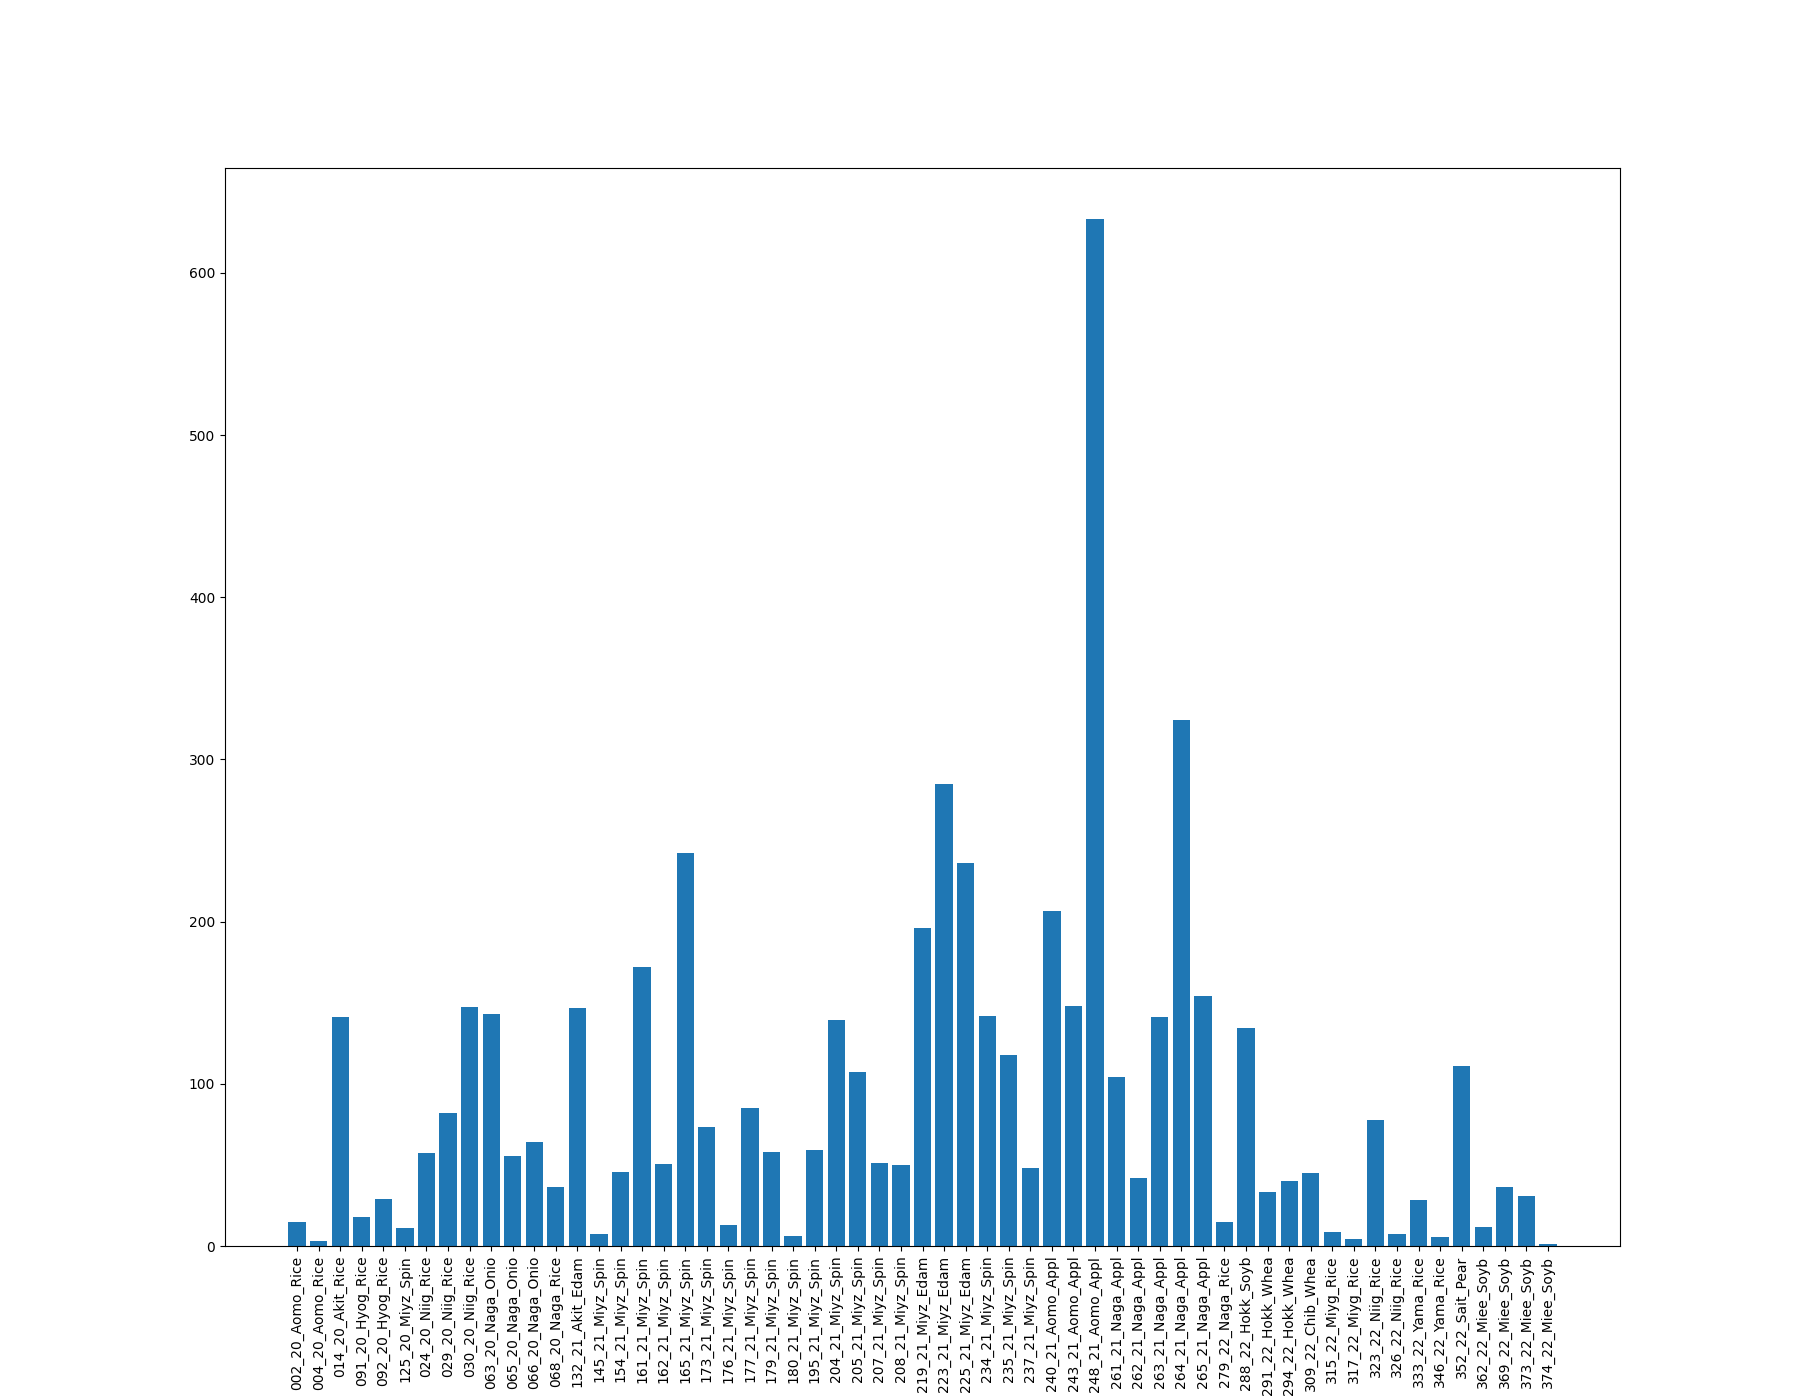 600
500
400
300
200
100
0
002_20_Aomo_Rice
004_20_Aomo_Rice
014_20_Akit_Rice
091_20_Hyog_Rice
092_20_Hyog_Rice
125_20_Miyz_Spin
024_20_Niig_Rice
029_20_Niig_Rice
030_20_Niig_Rice
063_20_Naga_Onio
065_20_Naga_Onio
066_20_Naga_Onio
068_20_Naga_Rice
132_21_Akit_Edam
145_21_Miyz_Spin
154_21_Miyz_Spin
161_21_Miyz_Spin
162_21_Miyz_Spin
165_21_Miyz_Spin
173_21_Miyz_Spin
176_21_Miyz_Spin
177_21_Miyz_Spin
179_21_Miyz_Spin
180_21_Miyz_Spin
195_21_Miyz_Spin
204_21_Miyz_Spin
205_21_Miyz_Spin
207_21_Miyz_Spin
208_21_Miyz_Spin
219_21_Miyz_Edam
223_21_Miyz_Edam
225_21_Miyz_Edam
234_21_Miyz_Spin
235_21_Miyz_Spin
237_21_Miyz_Spin
240_21_Aomo_Appl
243_21_Aomo_Appl
248_21_Aomo_Appl
261_21_Naga_Appl
262_21_Naga_Appl
263_21_Naga_Appl
264_21_Naga_Appl
265_21_Naga_Appl
279_22_Naga_Rice
288_22_Hokk_Soyb
291_22_Hokk_Whea
294_22_Hokk_Whea
309_22_Chib_Whea
315_22_Miyg_Rice
317_22_Miyg_Rice
323_22_Niig_Rice
326_22_Niig_Rice
333_22_Yama_Rice
346_22_Yama_Rice
352_22_Sait_Pear
362_22_Miee_Soyb
369_22_Miee_Soyb
373_22_Miee_Soyb
374_22_Miee_Soyb